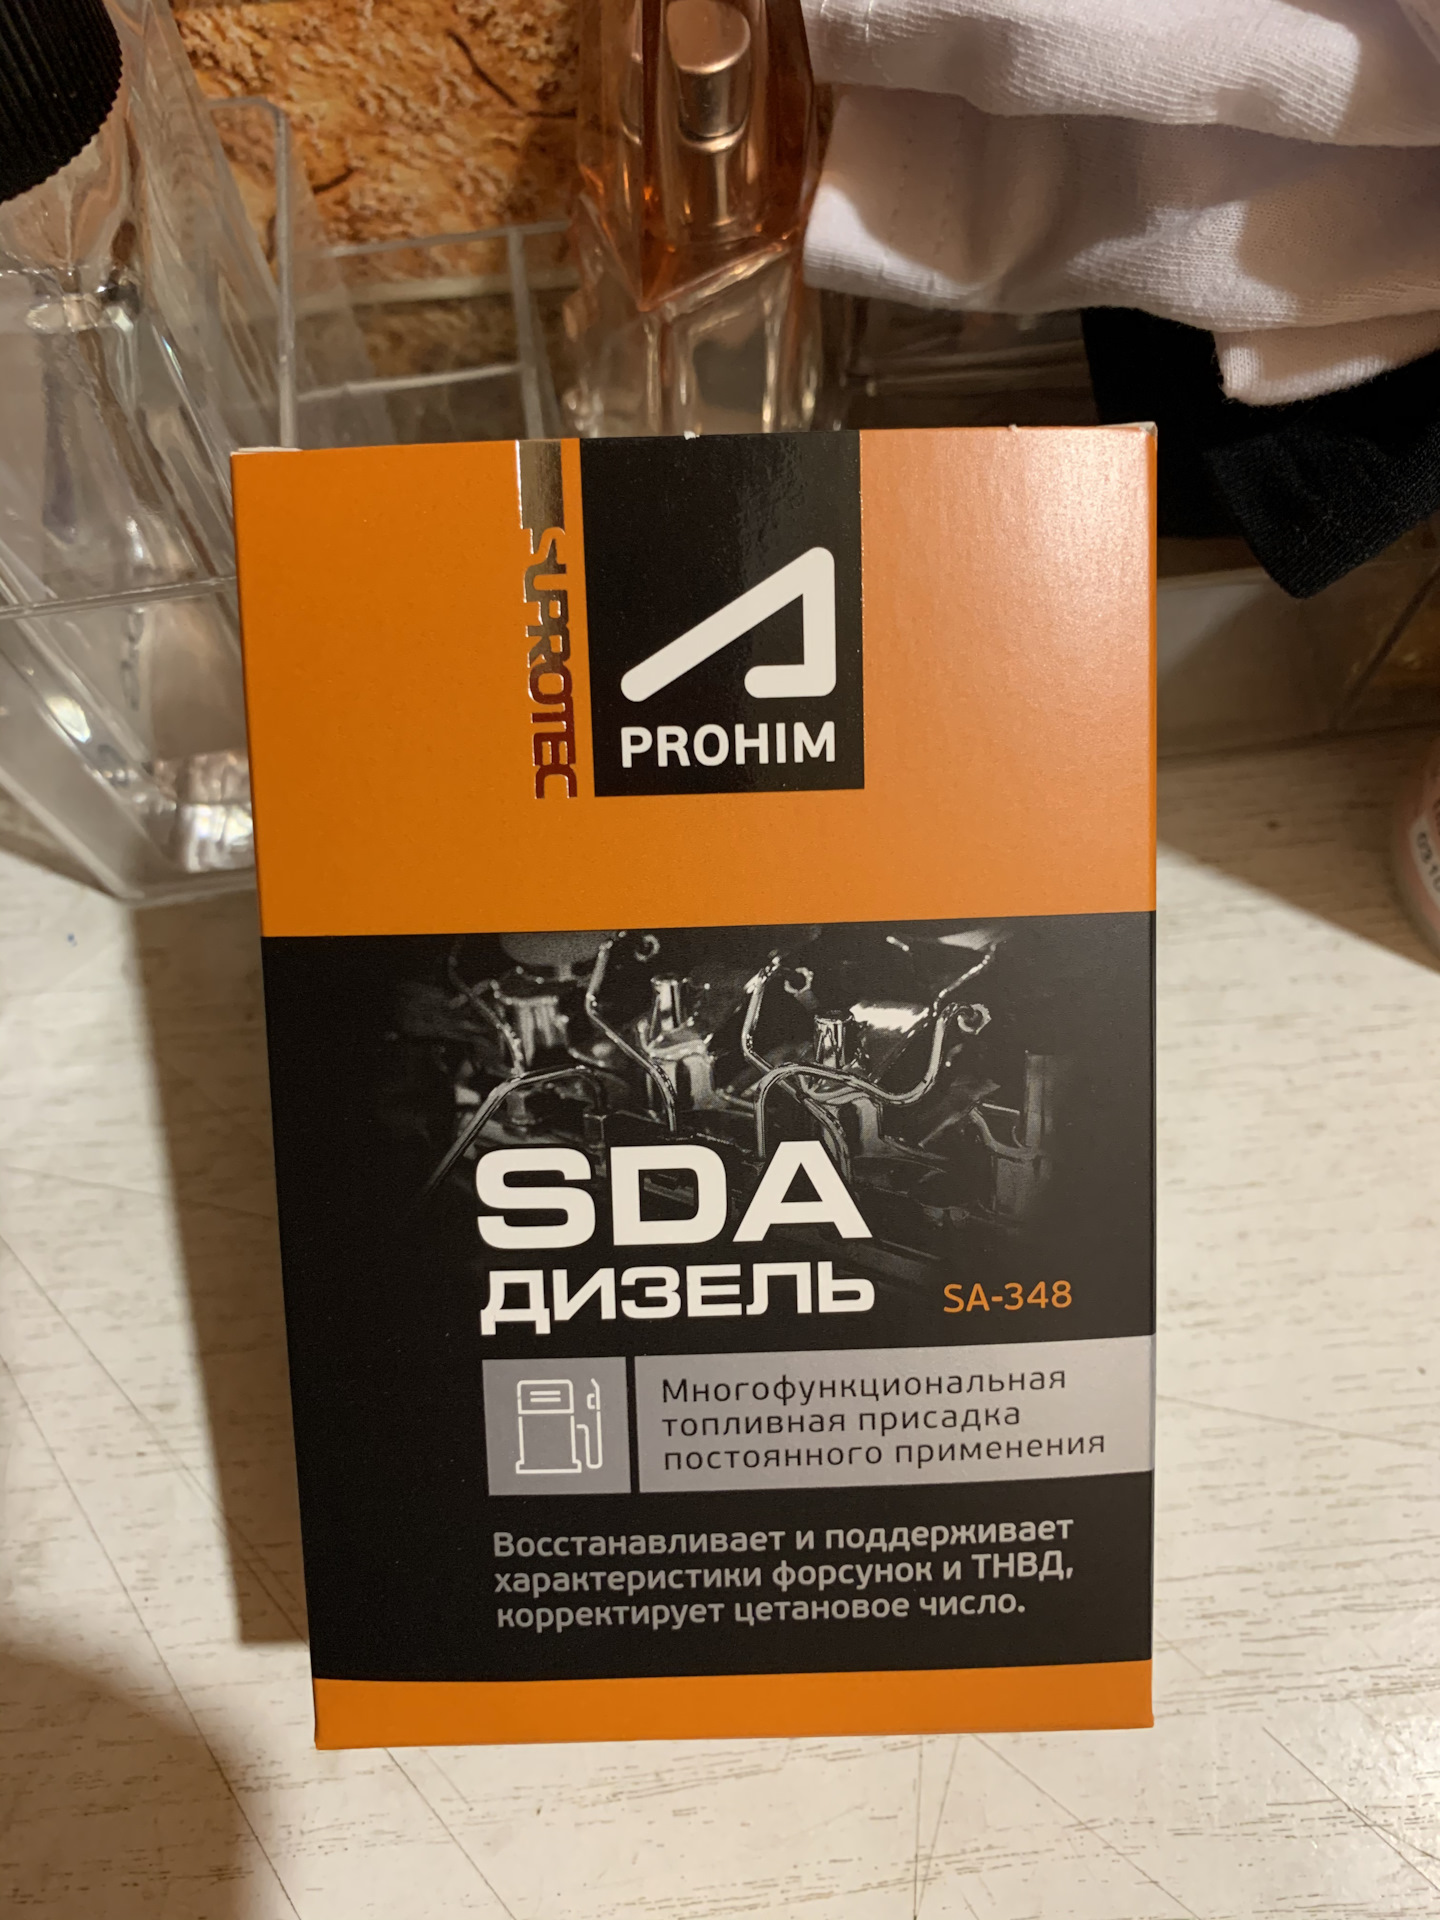 SUPROTEC
PROHIM
SDA
ДИЗЕЛЬ
SA-348
Многофункциональная
топливная присадка
постоянного применения
Восстанавливает и поддерживает
характеристики форсунок и ТНВД,
корректирует цетановое число.